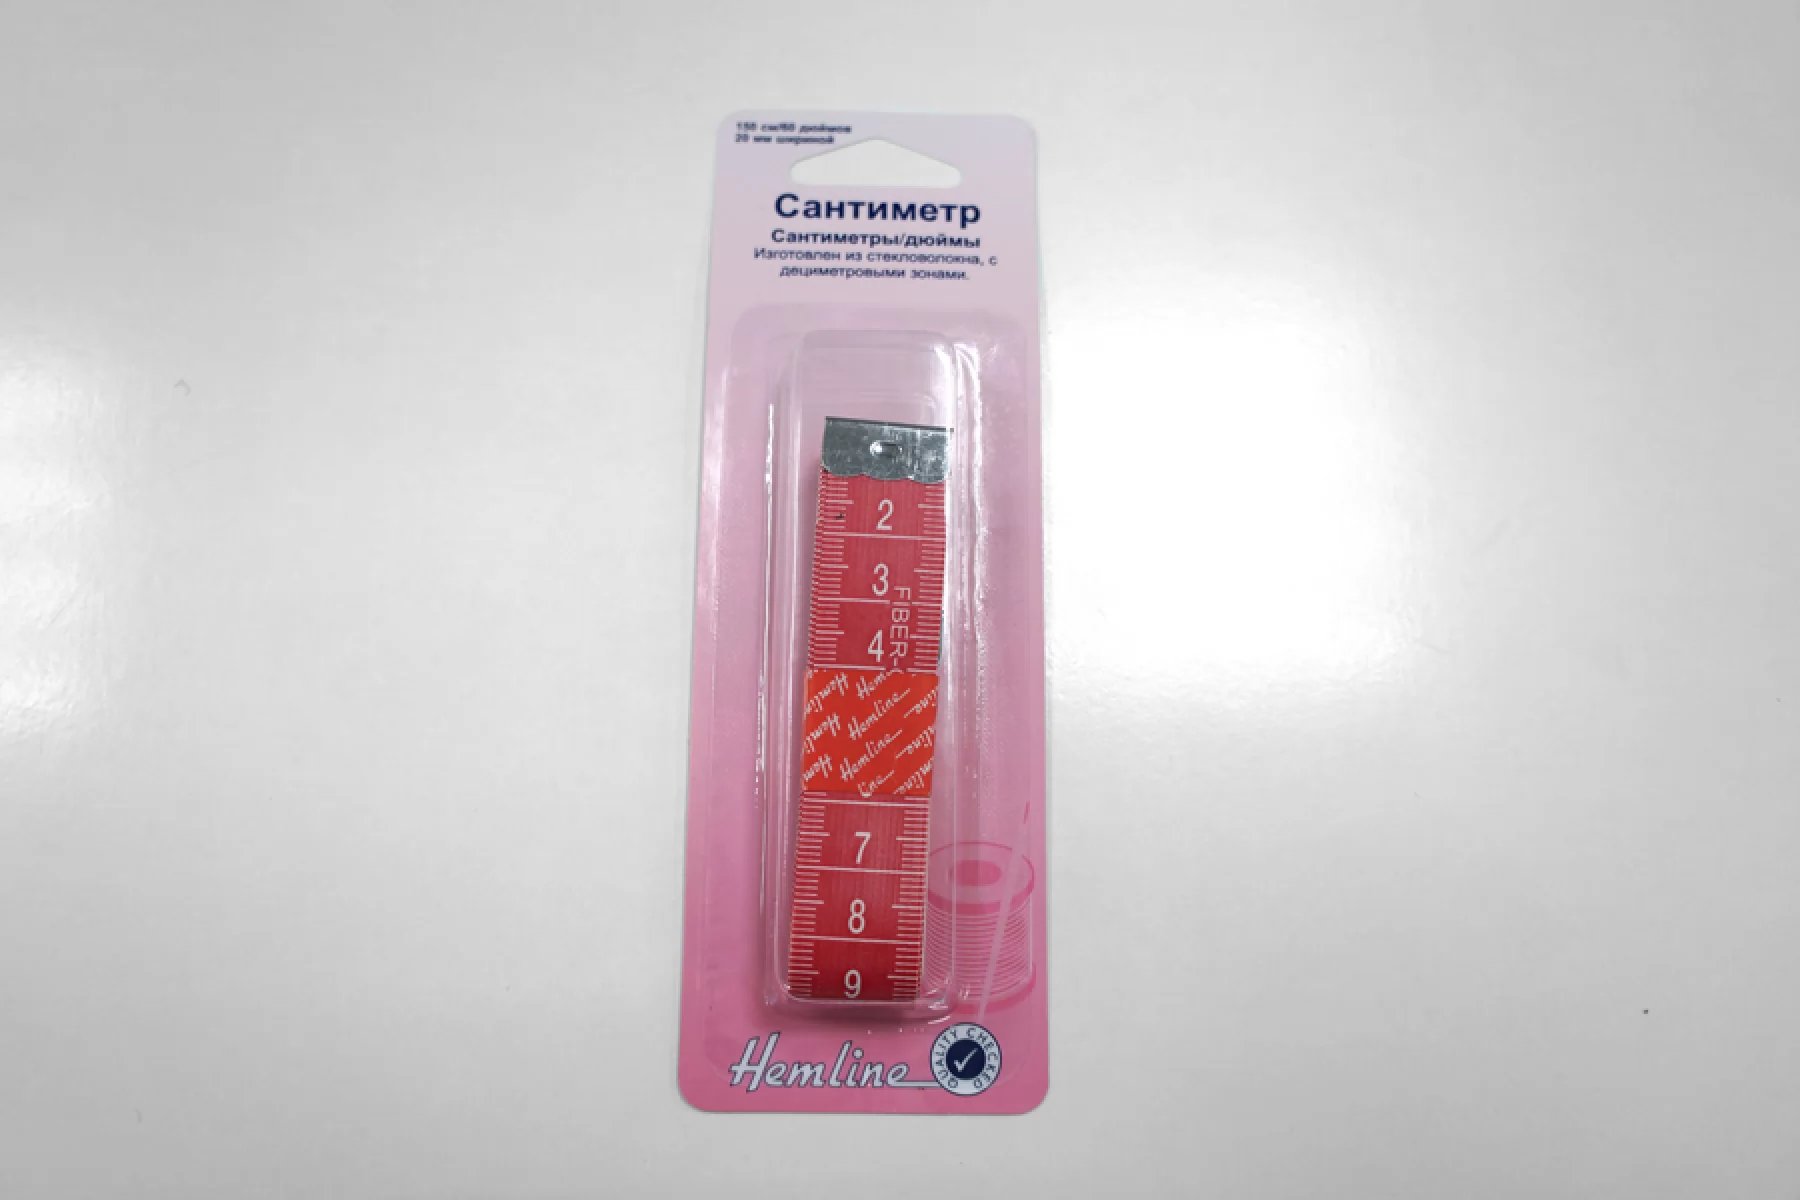 150 см/60 дюймов
20 мм шириной
Сантиметр
Сантиметры/дюймы
Изготовлен из стекловолокна, с
дециметровыми зонами.
2
3
4
FIBER-
Hemline
Hemline
7
8
9
Hemline
QUALITY CHECKED